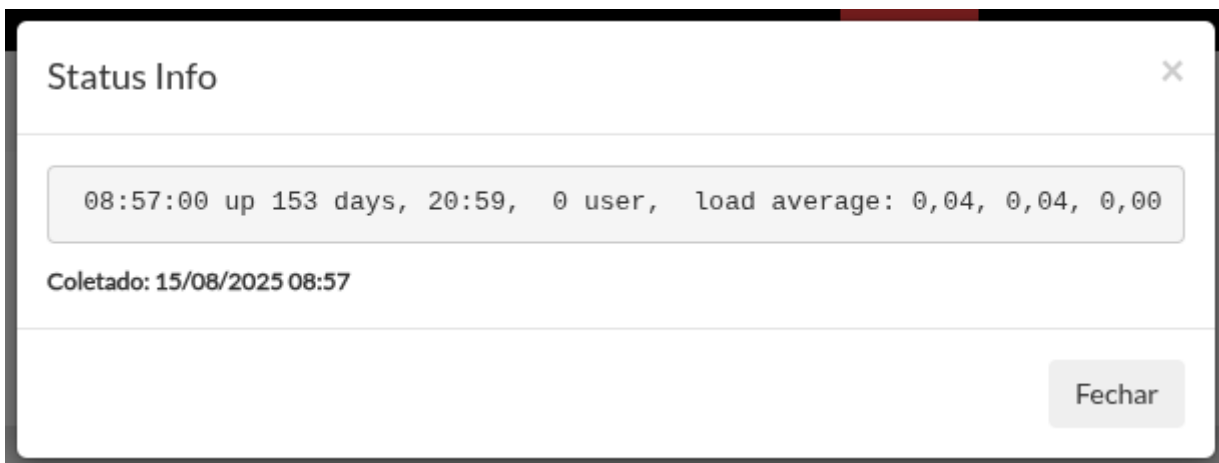 Status Info
×
08:57:00 up 153 days, 20:59,  0 user,  load average: 0,04, 0,04, 0,00
Coletado: 15/08/2025 08:57
Fechar